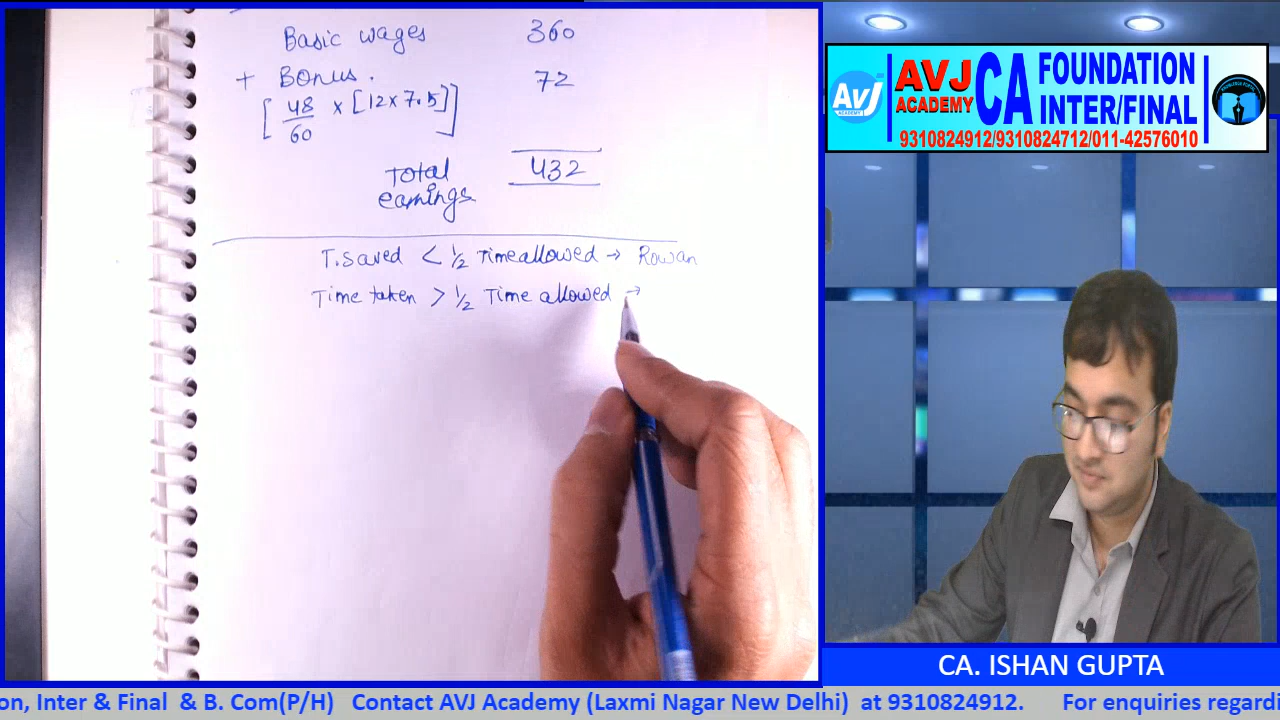 Basic wages 360
+ Bonus. 72
[48/60 × [12 × 7.5]]
Total earnings 432
T.saved < 1/2 Time allowed → Rowan
Time taken > 1/2 Time allowed →
AVJ
AVJ ACADEMY
CA FOUNDATION INTER/FINAL
9310824912/9310824712/011-42576010
CA. ISHAN GUPTA
on, Inter & Final & B. Com(P/H) Contact AVJ Academy (Laxmi Nagar New Delhi) at 9310824912. For enquiries regardi